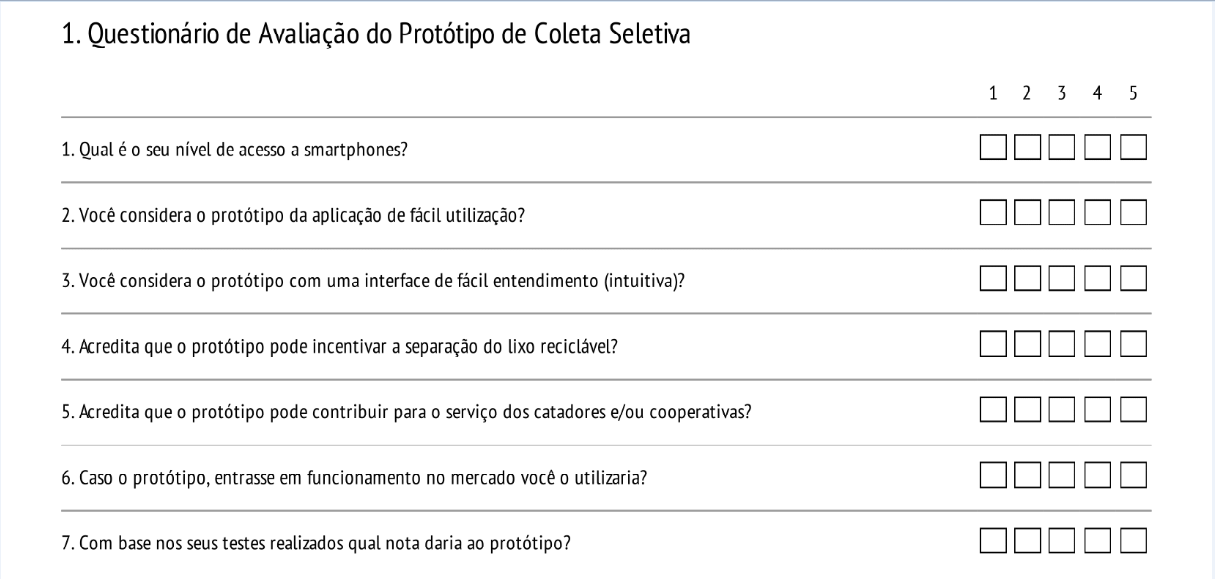 1. Questionário de Avaliação do Protótipo de Coleta Seletiva
1 2 3 4 5
1. Qual é o seu nível de acesso a smartphones?
2. Você considera o protótipo da aplicação de fácil utilização?
3. Você considera o protótipo com uma interface de fácil entendimento (intuitiva)?
4. Acredita que o protótipo pode incentivar a separação do lixo reciclável?
5. Acredita que o protótipo pode contribuir para o serviço dos catadores e/ou cooperativas?
6. Caso o protótipo, entrasse em funcionamento no mercado você o utilizaria?
7. Com base nos seus testes realizados qual nota daria ao protótipo?